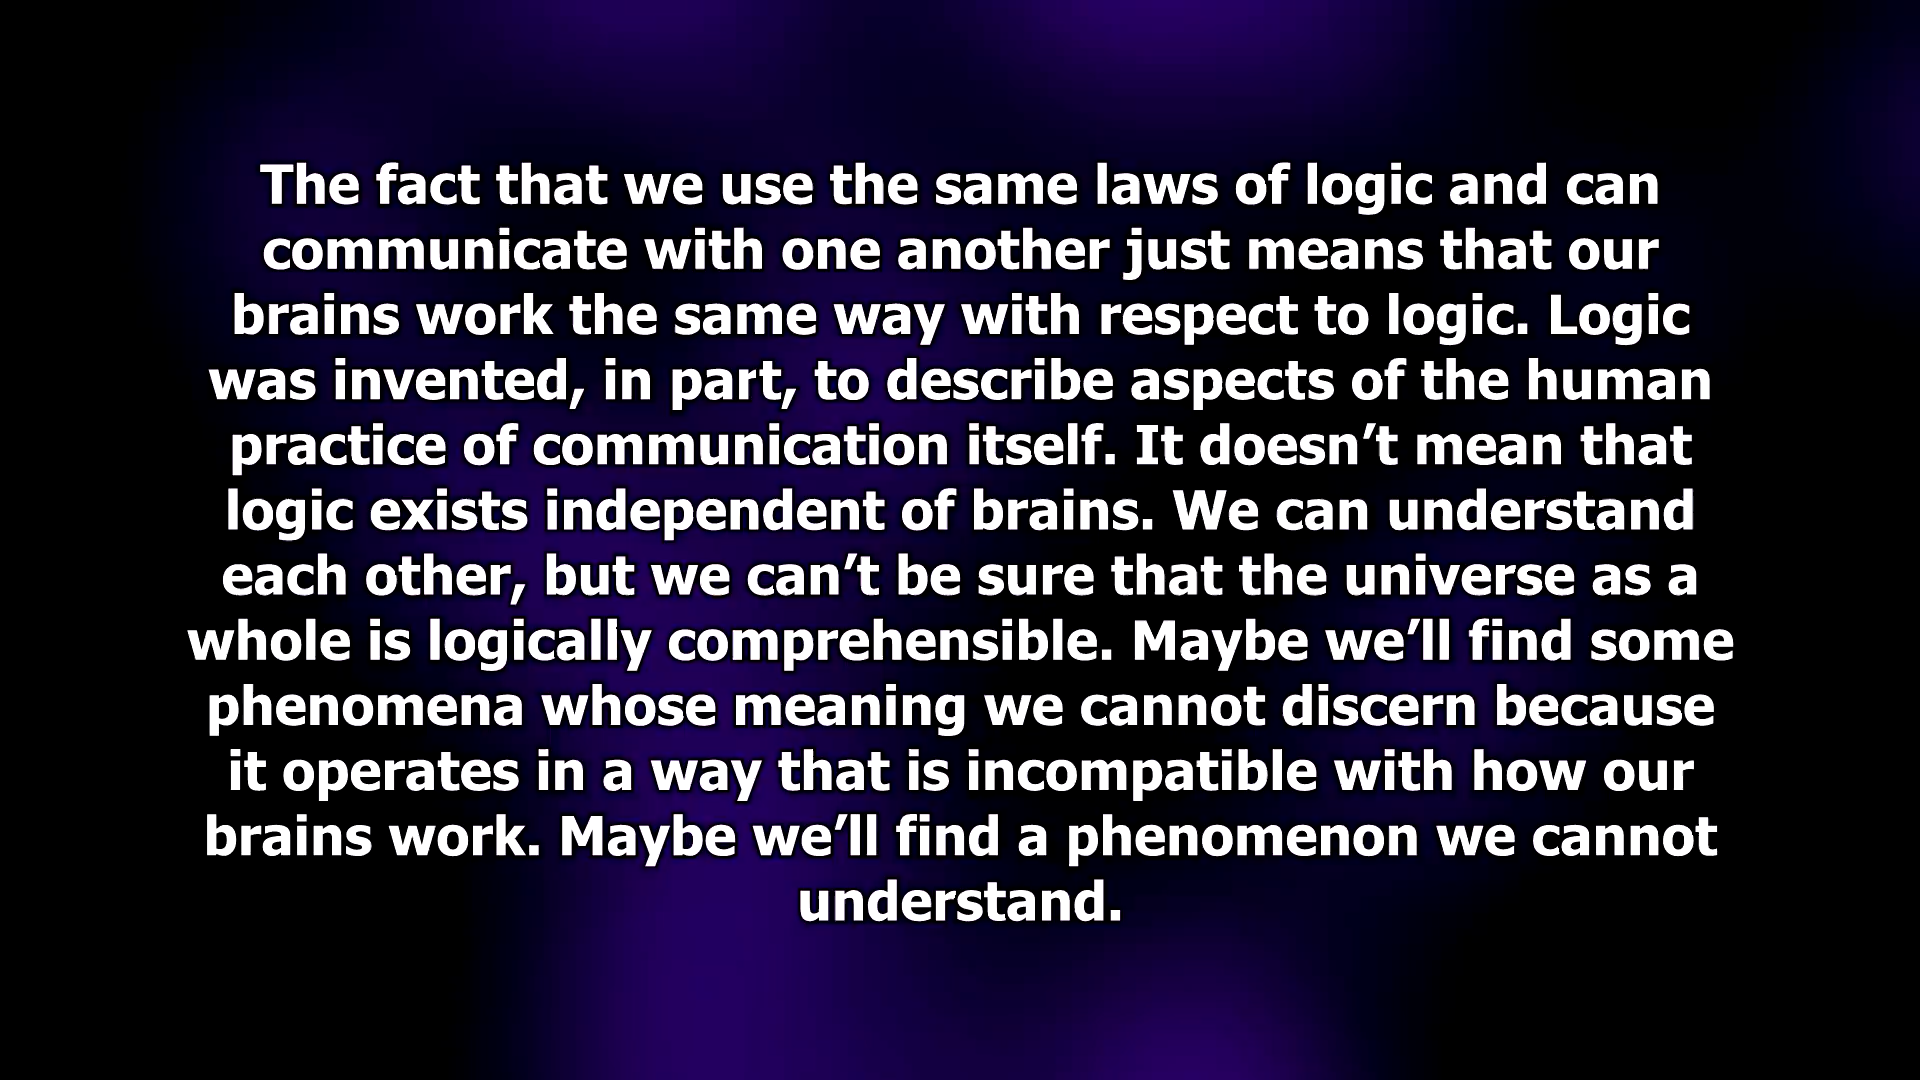 The fact that we use the same laws of logic and can
communicate with one another just means that our
brains work the same way with respect to logic. Logic
was invented, in part, to describe aspects of the human
practice of communication itself. It doesn’t mean that
logic exists independent of brains. We can understand
each other, but we can’t be sure that the universe as a
whole is logically comprehensible. Maybe we’ll find some
phenomena whose meaning we cannot discern because
it operates in a way that is incompatible with how our
brains work. Maybe we’ll find a phenomenon we cannot
understand.